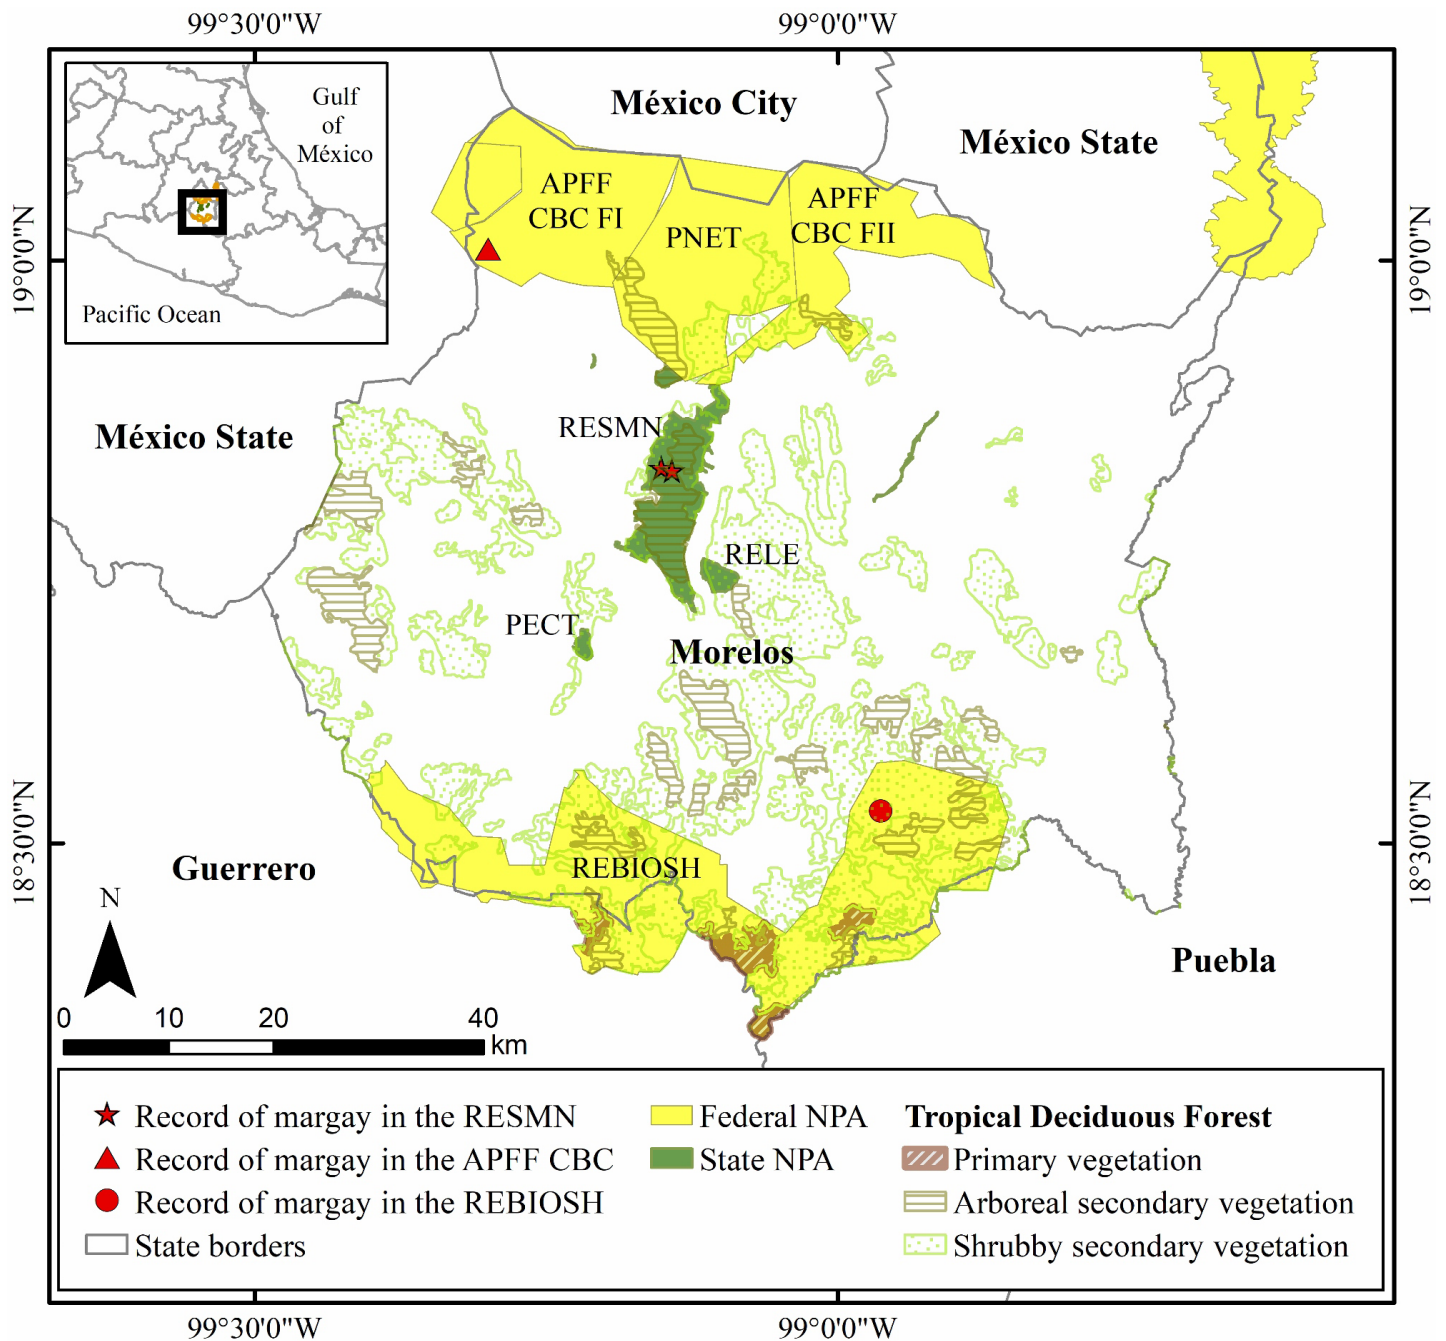 99°30'0"W
99°0'0"W
México City
México State
Gulf
of
México
Pacific Ocean
19°0'0"N
19°0'0"N
APFF
CBC FI
APFF
CBC FII
PNET
RESMN
México State
RELE
PECT
Morelos
18°30'0"N
18°30'0"N
Guerrero
REBIOSH
Puebla
N
0 10 20 40
km
Record of margay in the RESMN
Record of margay in the APFF CBC
Record of margay in the REBIOSH
State borders
Federal NPA
State NPA
Tropical Deciduous Forest
Primary vegetation
Arboreal secondary vegetation
Shrubby secondary vegetation
99°30'0"W
99°0'0"W